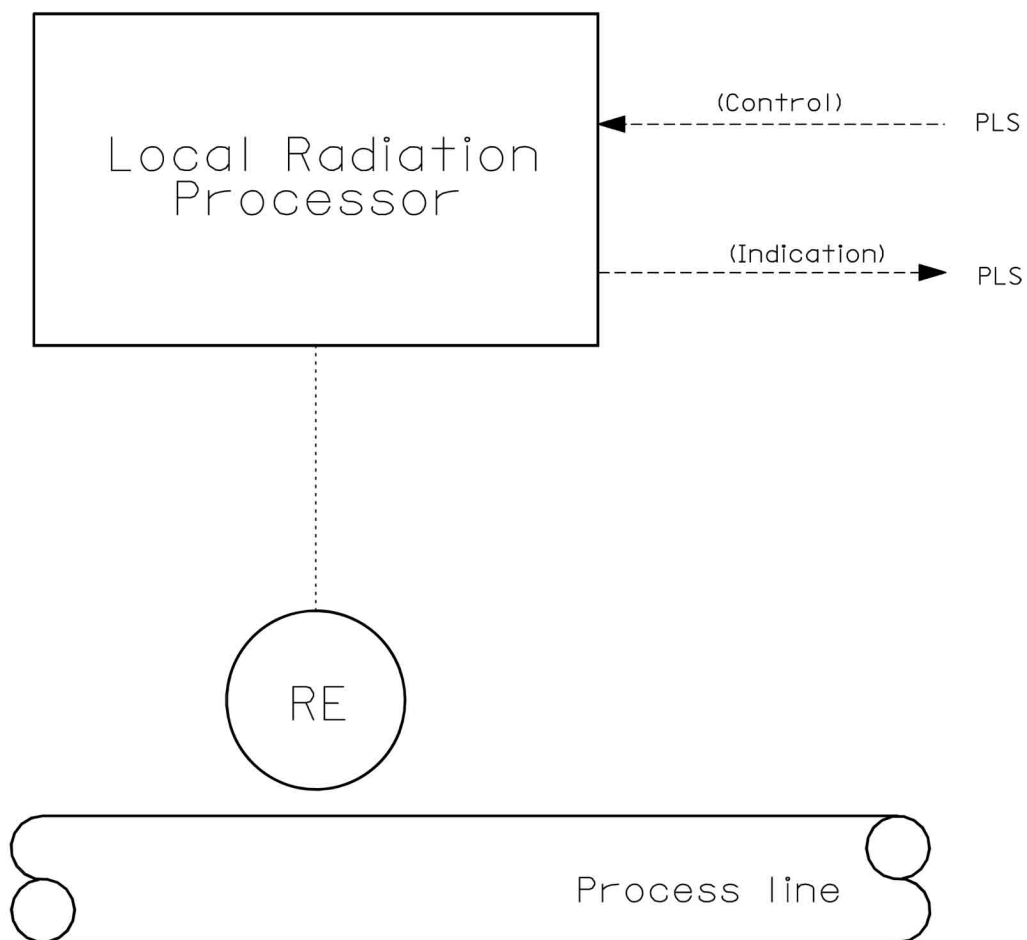 (Control)
PLS
Local Radiation
Processor
(Indication)
PLS
RE
Process line